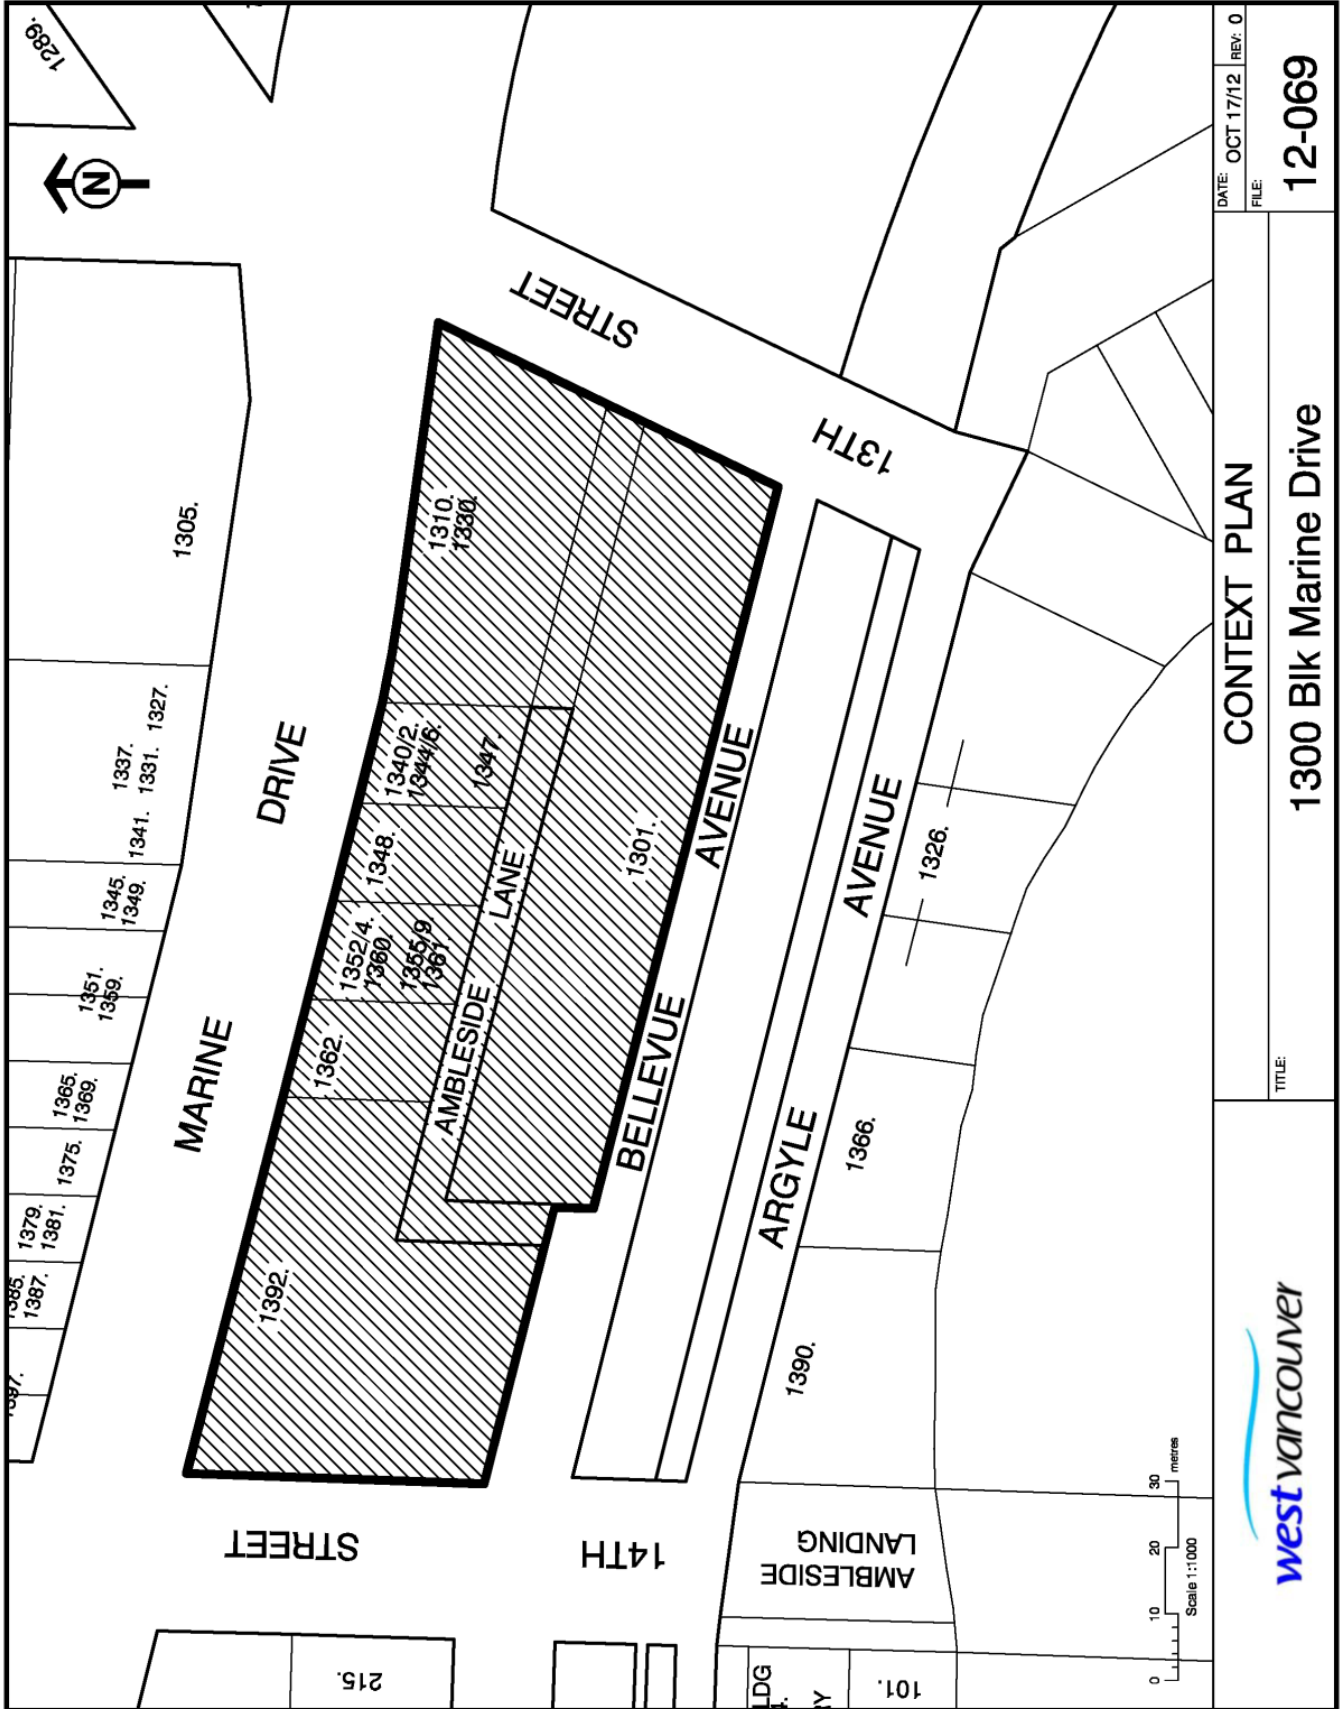 1289.
N
1305.
1327.
1337.
1331.
1341.
1345.
1349.
1351.
1359.
1365.
1369.
1375.
1379.
1381.
1385.
1387.
MARINE DRIVE
13TH STREET
1310.
1330.
1340/2.
1344/6.
1347.
1348.
1352/4.
1360.
1355/9
1361
1362.
1392.
AMBLESIDE LANE
1301.
BELLEVUE AVENUE
ARGYLE AVENUE
1326.
1366.
1390.
14TH STREET
215.
AMBLESIDE
LANDING
LDG
RY
101.
0 10 20 30 metres
Scale 1:1000
westvancouver
CONTEXT PLAN
TITLE:
1300 Blk Marine Drive
DATE: OCT 17/12
REV: 0
FILE:
12-069